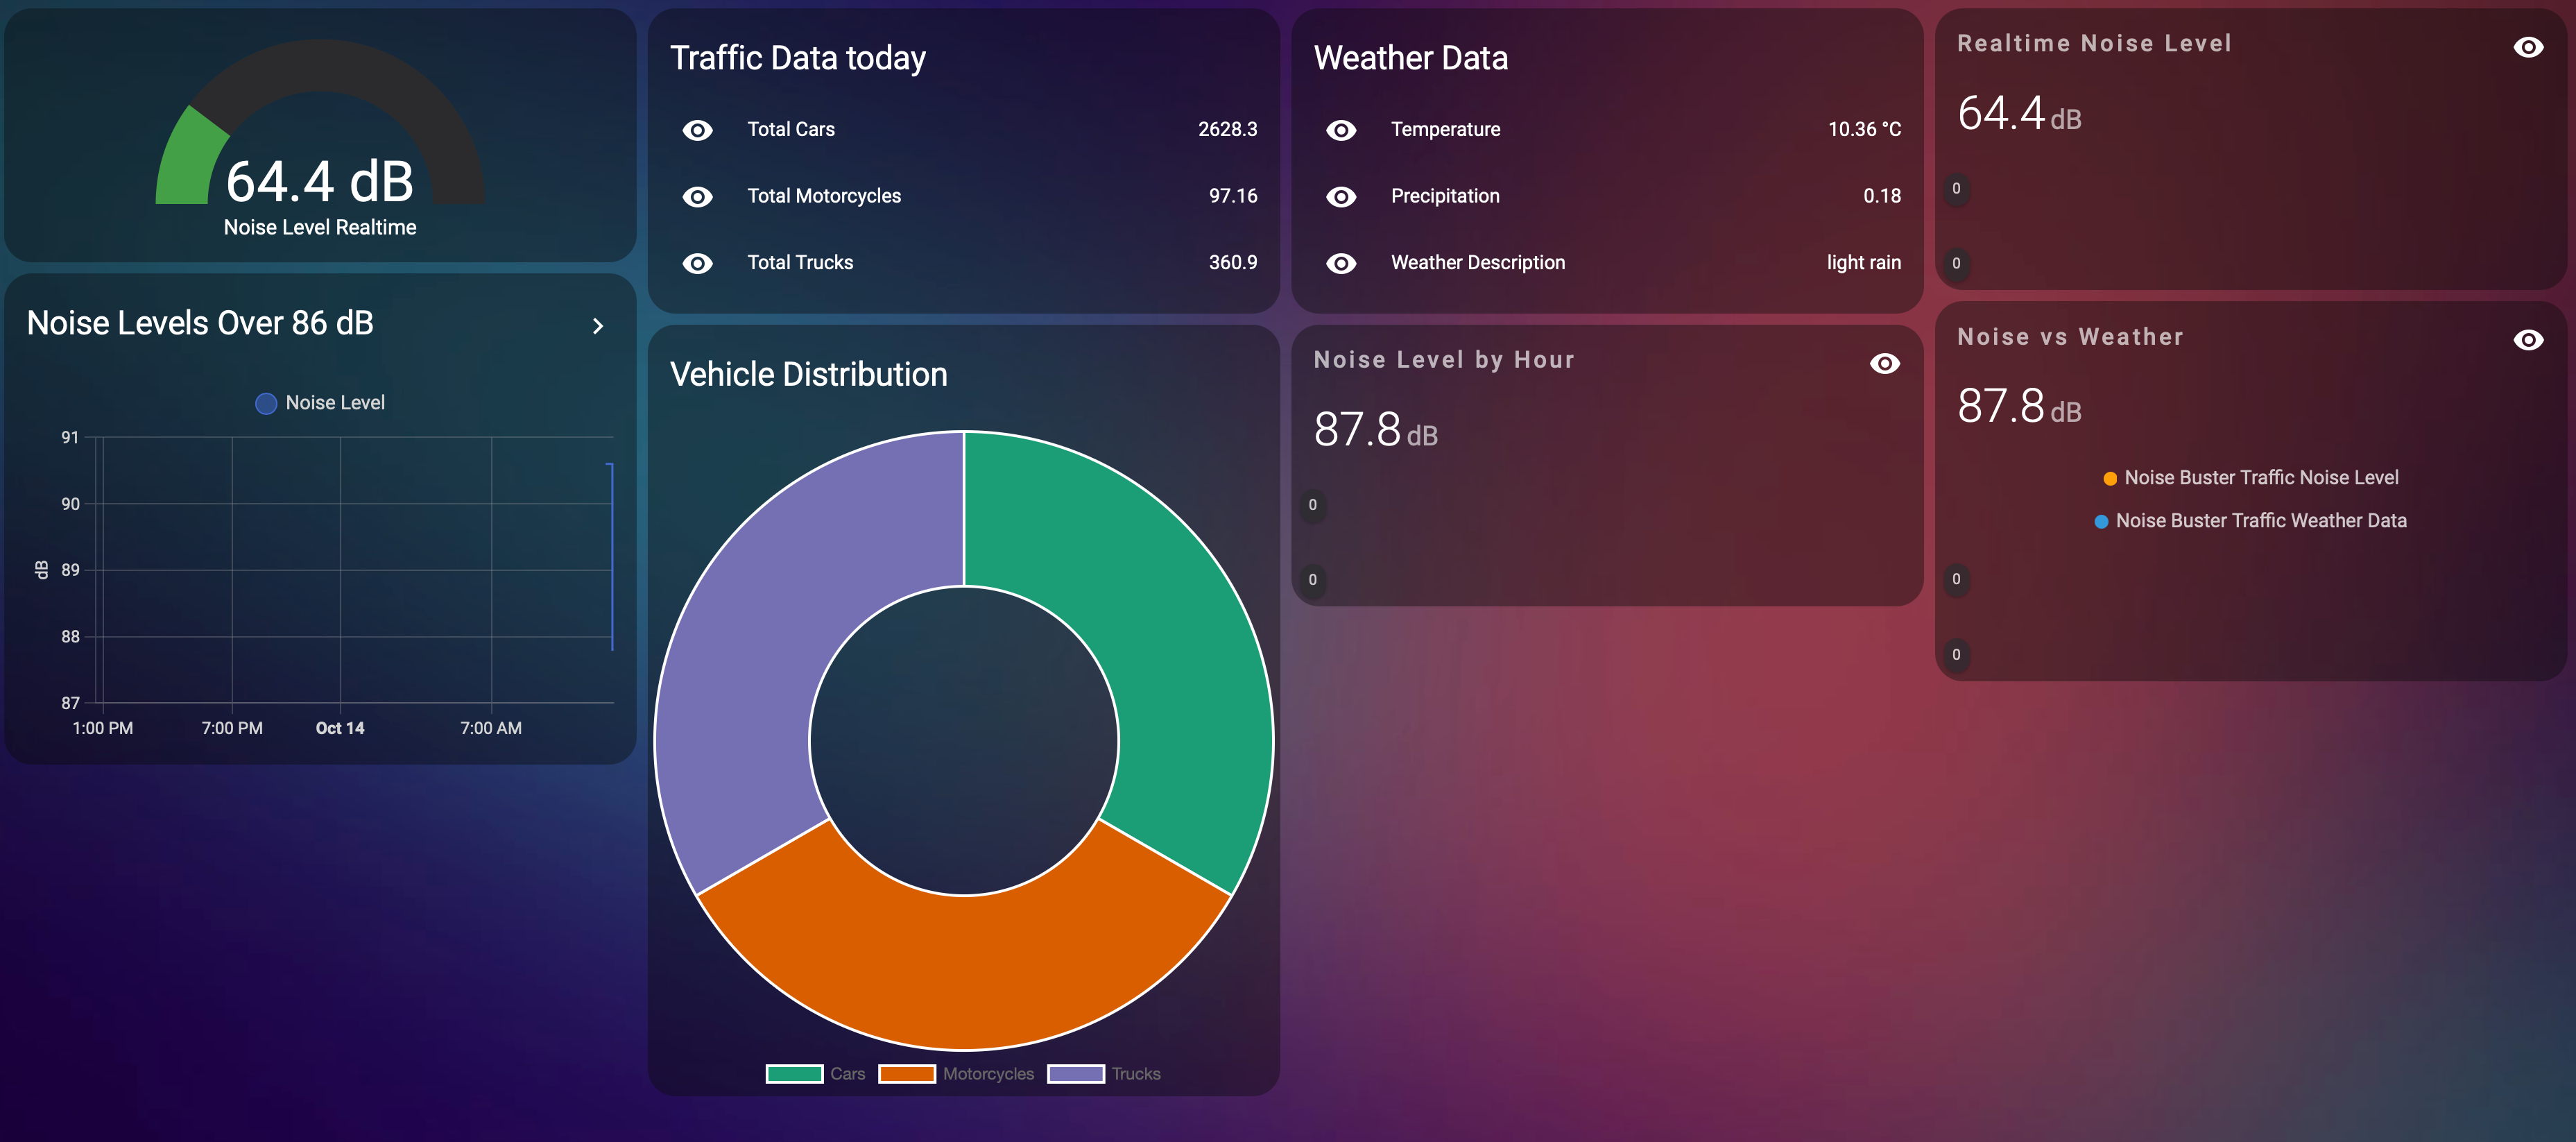 64.4 dB
Noise Level Realtime
Noise Levels Over 86 dB
Noise Level
91
90
89
88
87
dB
1:00 PM
7:00 PM
Oct 14
7:00 AM
Traffic Data today
Total Cars
2628.3
Total Motorcycles
97.16
Total Trucks
360.9
Vehicle Distribution
Cars
Motorcycles
Trucks
Weather Data
Temperature
10.36 °C
Precipitation
0.18
Weather Description
light rain
Noise Level by Hour
87.8 dB
0
0
Realtime Noise Level
64.4 dB
0
0
Noise vs Weather
87.8 dB
Noise Buster Traffic Noise Level
Noise Buster Traffic Weather Data
0
0